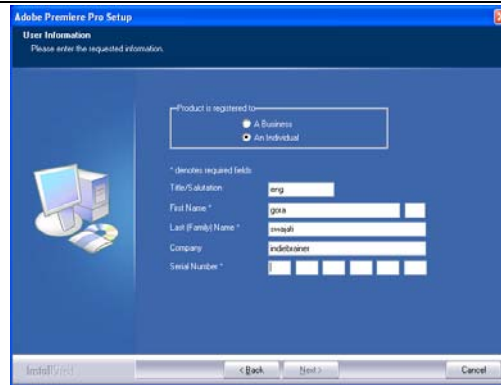 Adobe Premiere Pro Setup
User Information
Please enter the requested information.
Product is registered to
A Business
An Individual
* denotes required fields
Title/Salutation
eng
First Name *
gora
Last (Family) Name *
swajati
Company
indiebrainer
Serial Number *
InstallShield
< Back
Next >
Cancel